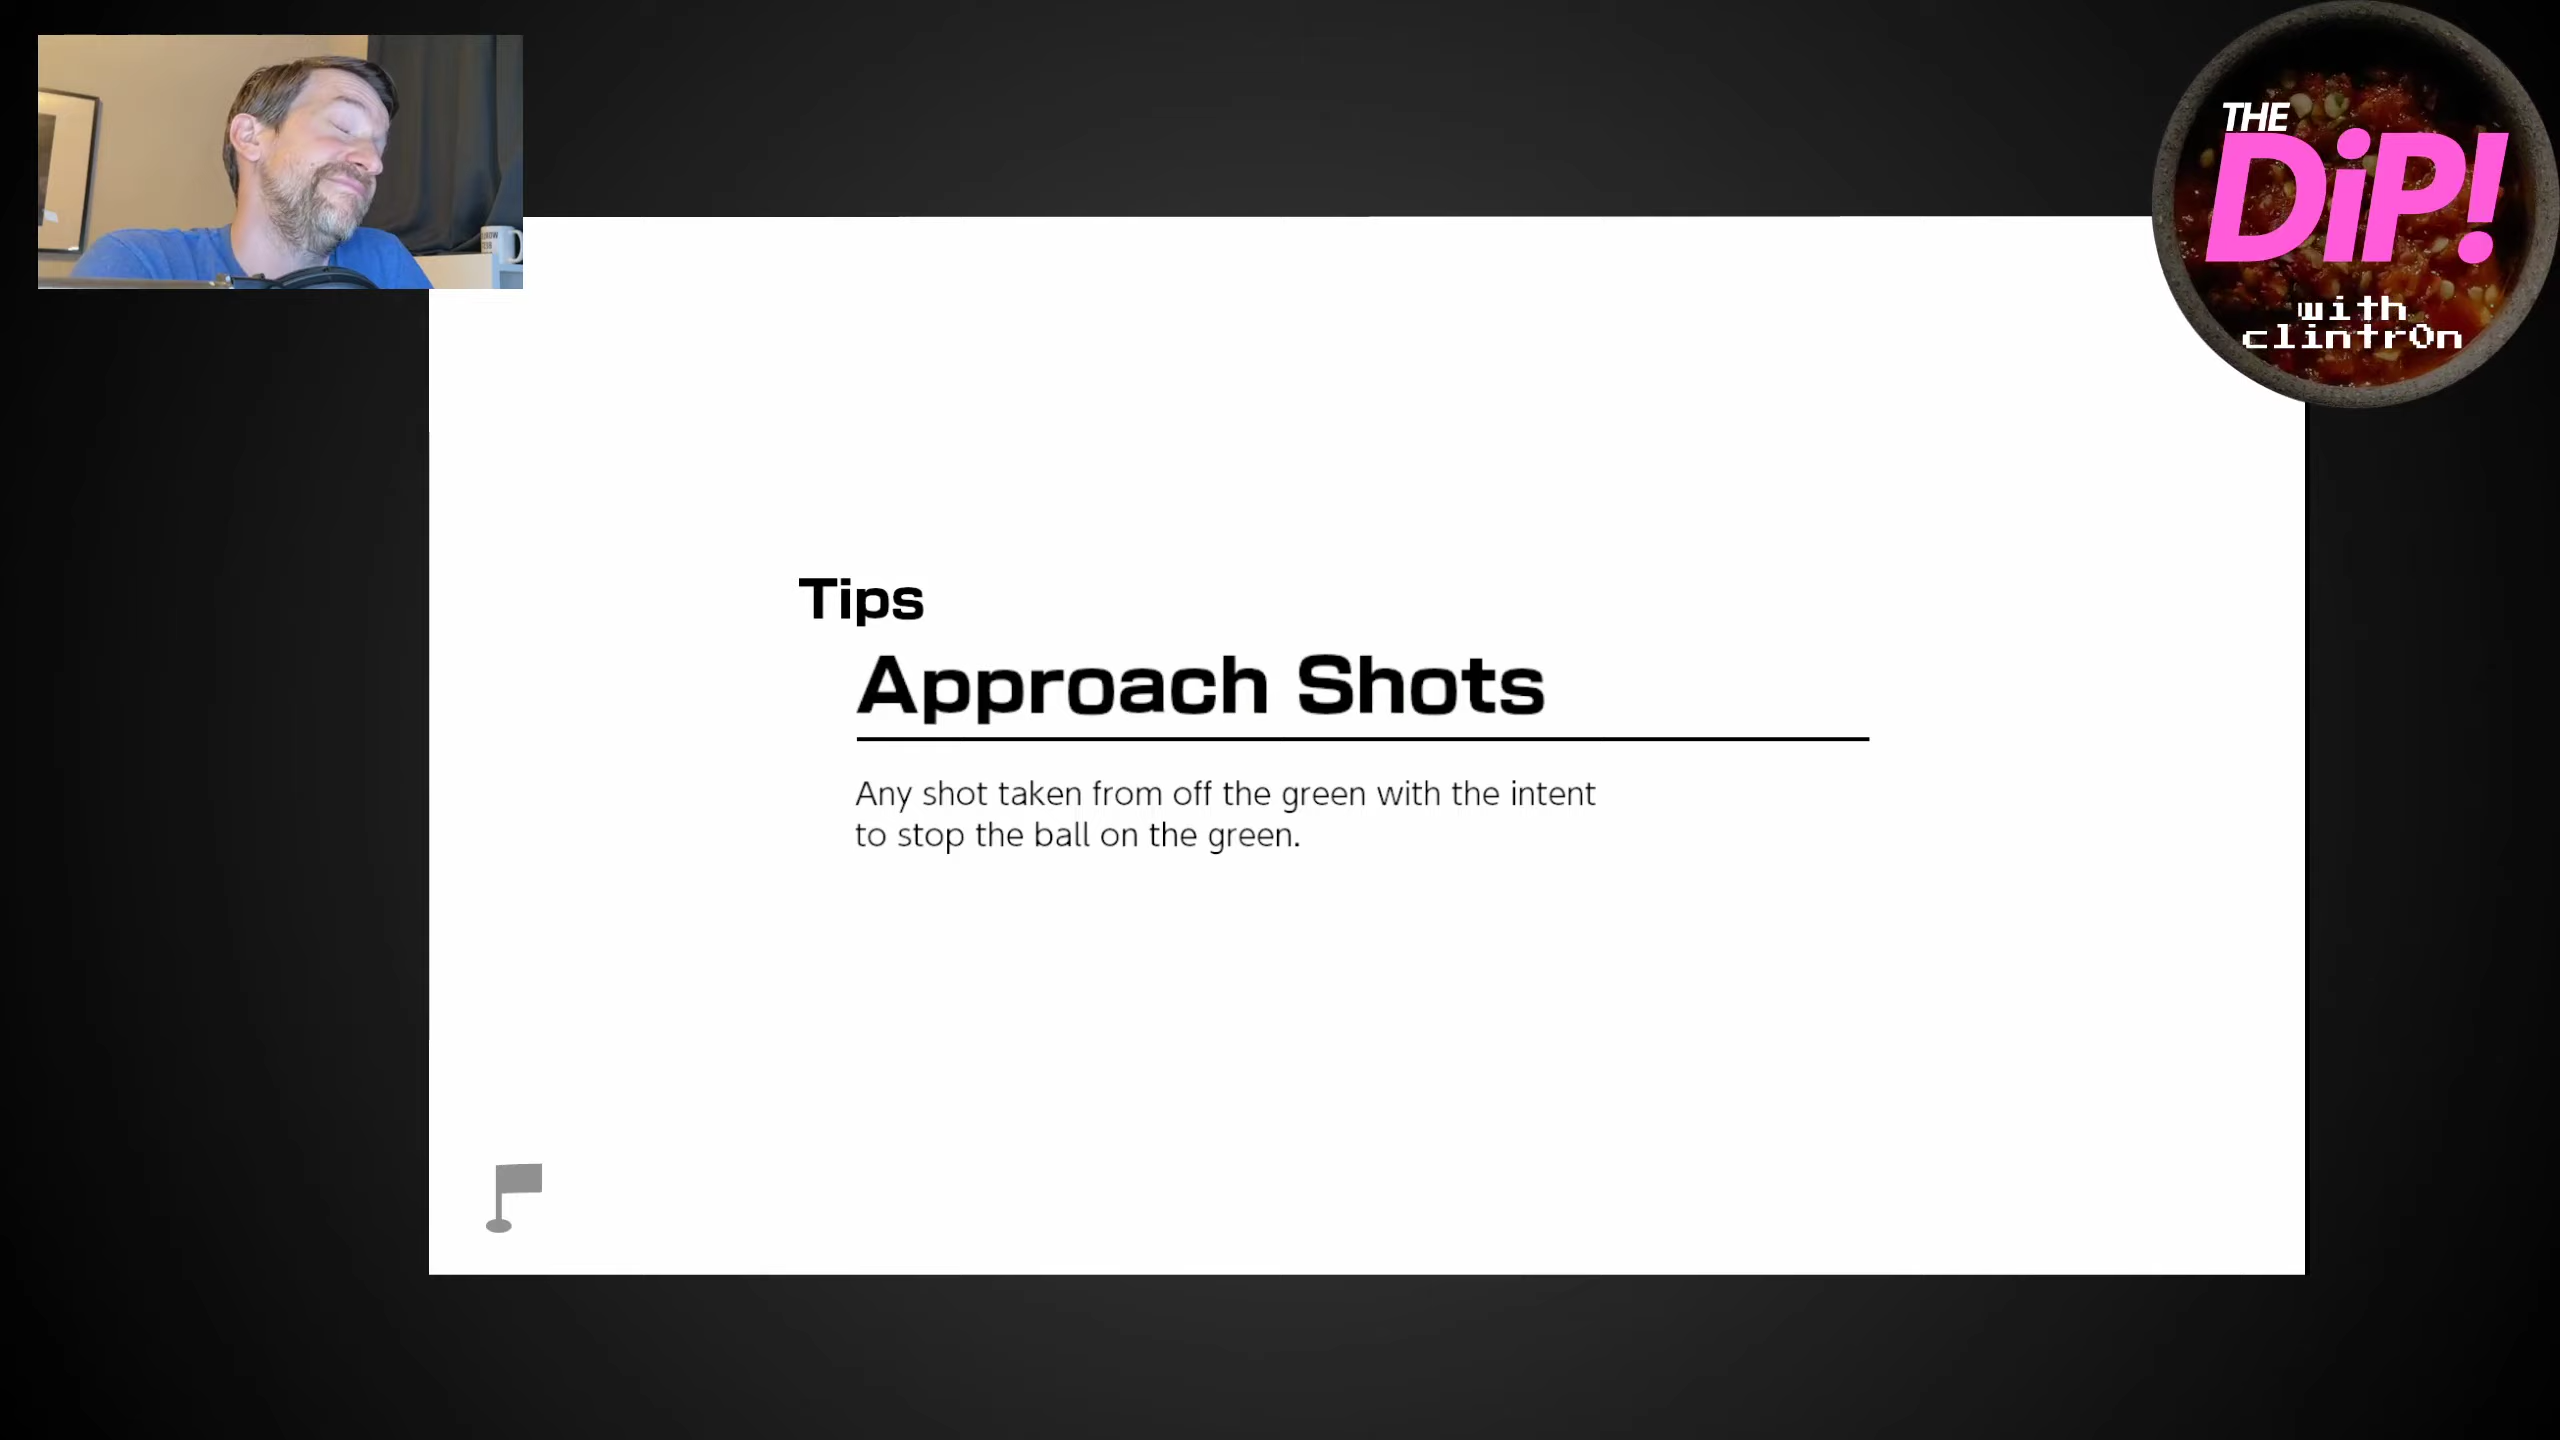 THE
DiP!
with
clintr0n
Tips
Approach Shots
Any shot taken from off the green with the intent
to stop the ball on the green.